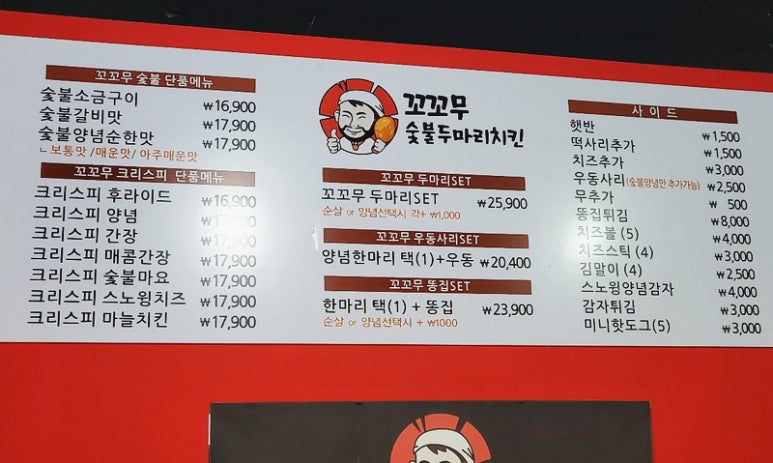 꼬꼬무 숯불 단품메뉴
숯불소금구이 ₩16,900
숯불갈비맛 ₩17,900
숯불양념순한맛 ₩17,900
ㄴ보통맛 /매운맛/ 아주매운맛
꼬꼬무 크리스피 단품메뉴
크리스피 후라이드 ₩16,900
크리스피 양념 ₩17,900
크리스피 간장 ₩17,900
크리스피 매콤간장 ₩17,900
크리스피 숯불마요 ₩17,900
크리스피 스노윙치즈 ₩17,900
크리스피 마늘치킨 ₩17,900
꼬꼬무
숯불두마리치킨
꼬꼬무 두마리SET
꼬꼬무 두마리SET ₩25,900
순살 or 양념선택시 각+ ₩1,000
꼬꼬무 우동사리SET
양념한마리 택(1)+우동 ₩20,400
꼬꼬무 똥집SET
한마리 택(1) + 똥집 ₩23,900
순살 or 양념선택시 + ₩1000
사이드
햇반 ₩1,500
떡사리추가 ₩1,500
치즈추가 ₩3,000
우동사리(숯불양념만 추가가능) ₩2,500
무추가 ₩ 500
똥집튀김 ₩8,000
치즈볼 (5) ₩4,000
치즈스틱 (4) ₩3,000
김말이 (4) ₩2,500
스노윙양념감자 ₩4,000
감자튀김 ₩3,000
미니핫도그(5) ₩3,000